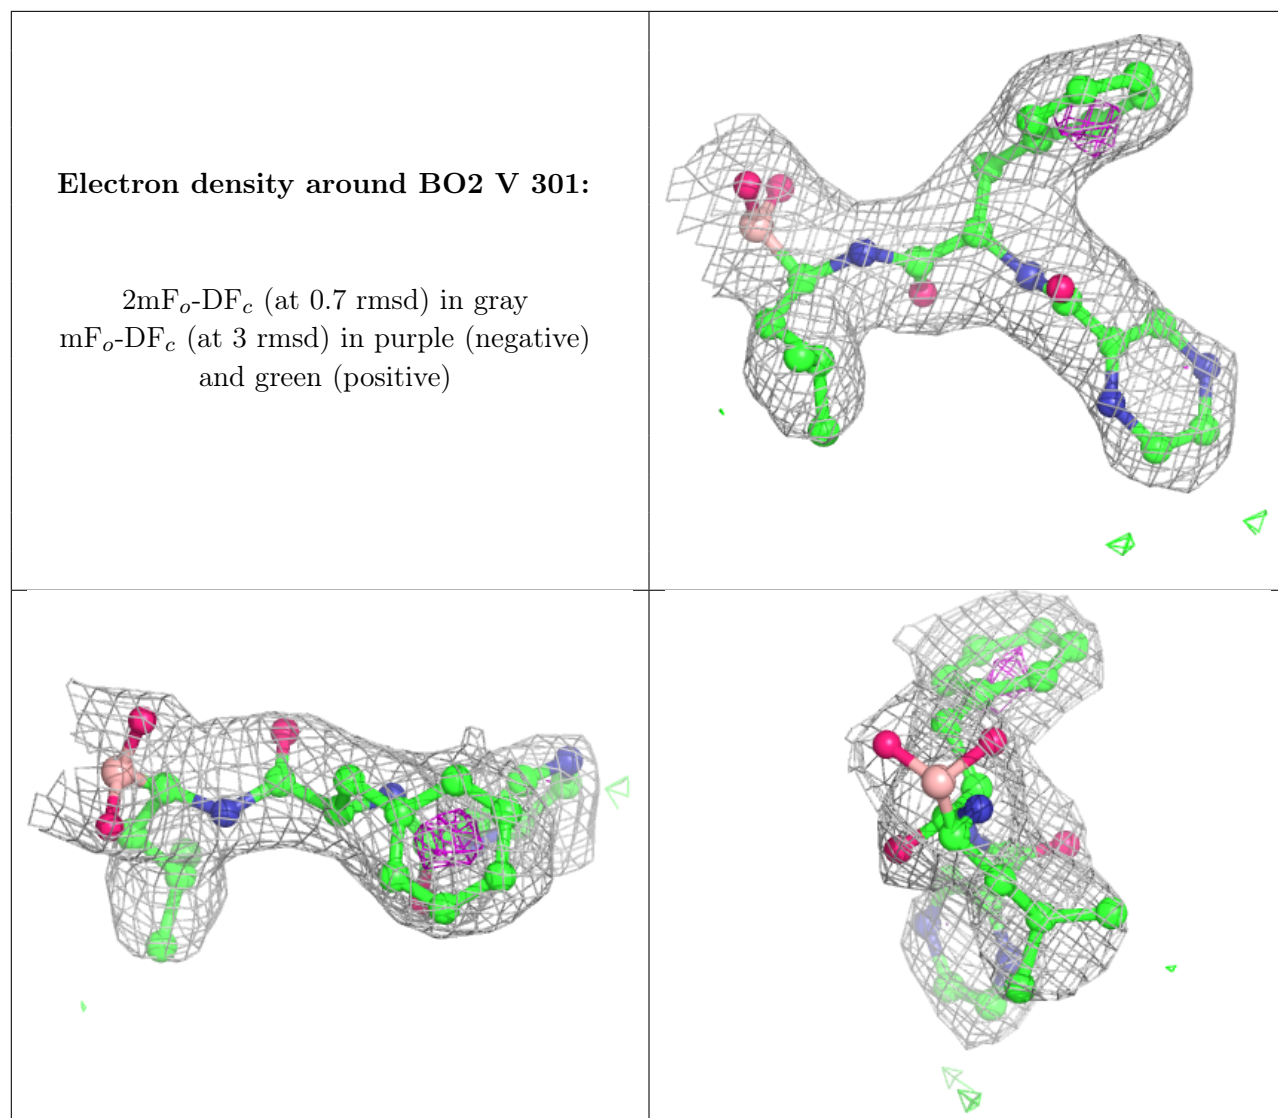 Electron density around BO2 V 301:
2mFo-DFc (at 0.7 rmsd) in gray
mFo-DFc (at 3 rmsd) in purple (negative)
and green (positive)